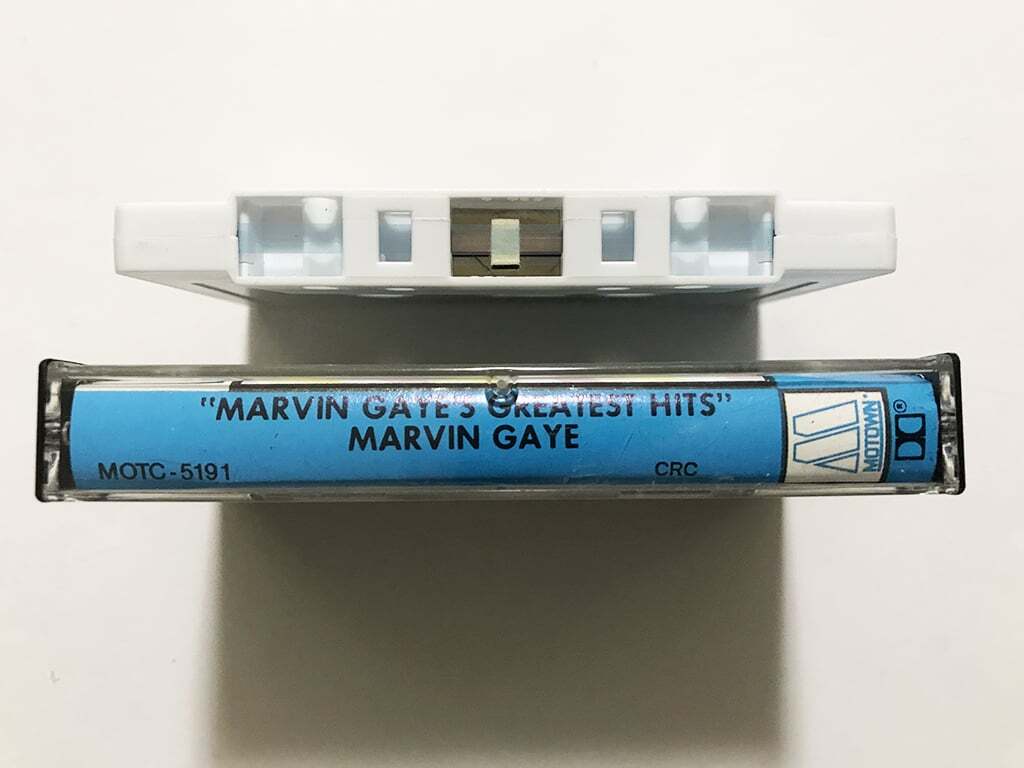 "MARVIN GAYE'S GREATEST HITS"
MARVIN GAYE
MOTC-5191
CRC
MOTOWN®
®